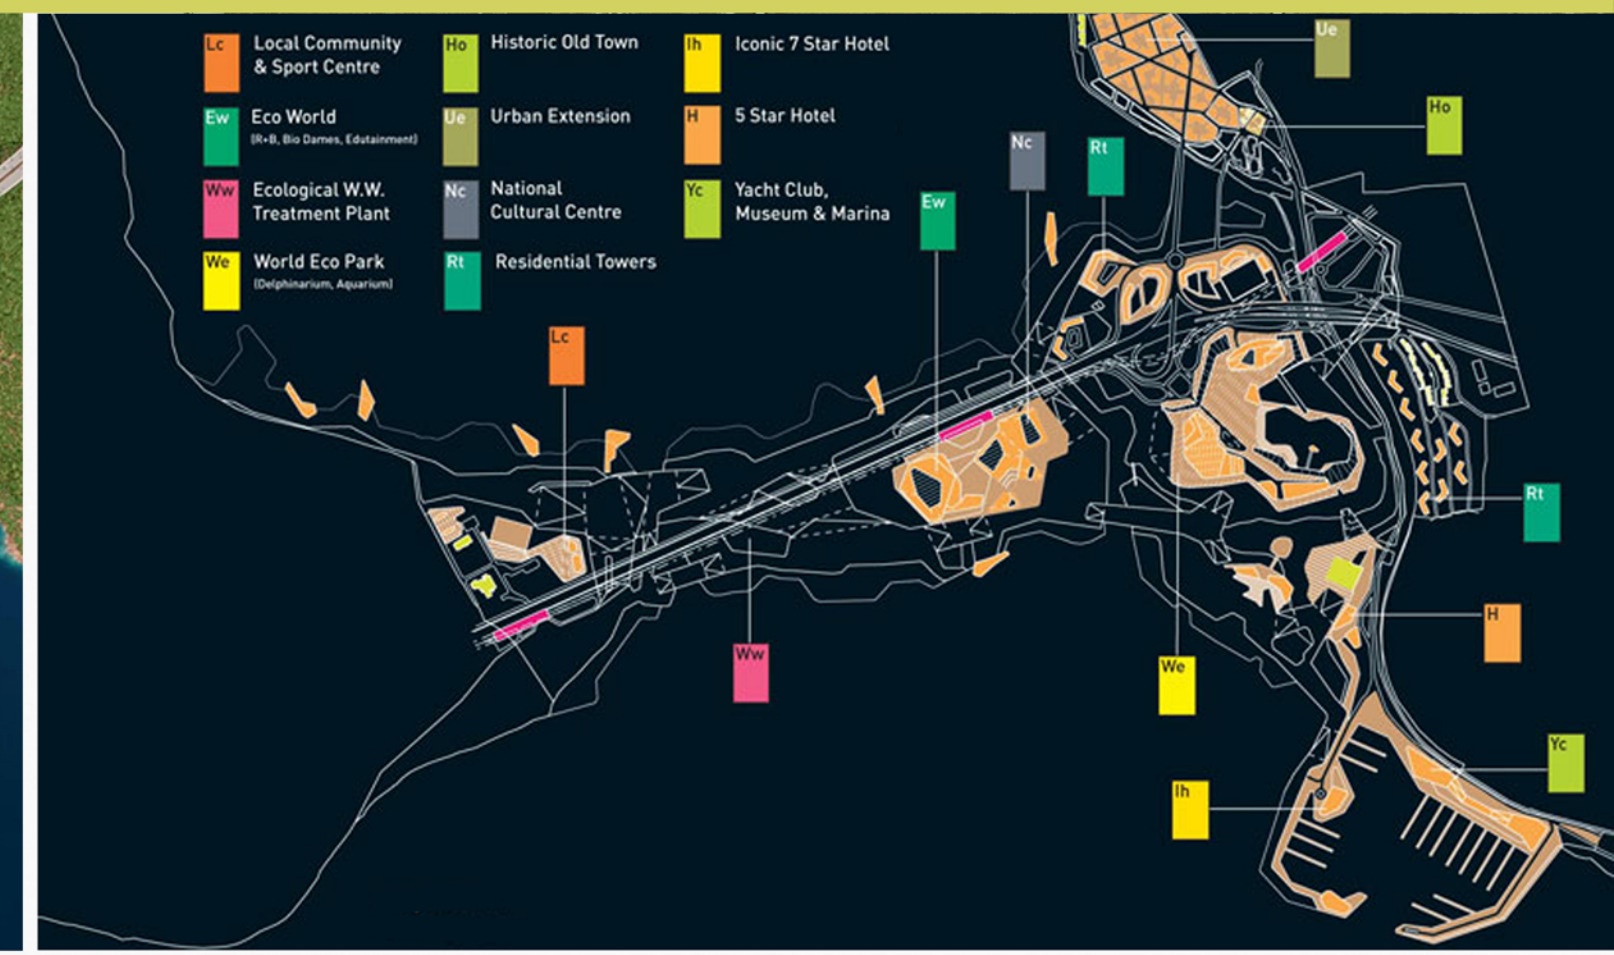 Lc Local Community
& Sport Centre
Ew Eco World
(R+B, Bio Dames, Edutainment)
Ww Ecological W.W.
Treatment Plant
We World Eco Park
(Delphinarium, Aquarium)
Ho Historic Old Town
Ue Urban Extension
Nc National
Cultural Centre
Rt Residential Towers
Ih Iconic 7 Star Hotel
H 5 Star Hotel
Yc Yacht Club,
Museum & Marina
Ue
Ho
Nc
Rt
Ew
Lc
Rt
H
Ww
We
Yc
Ih